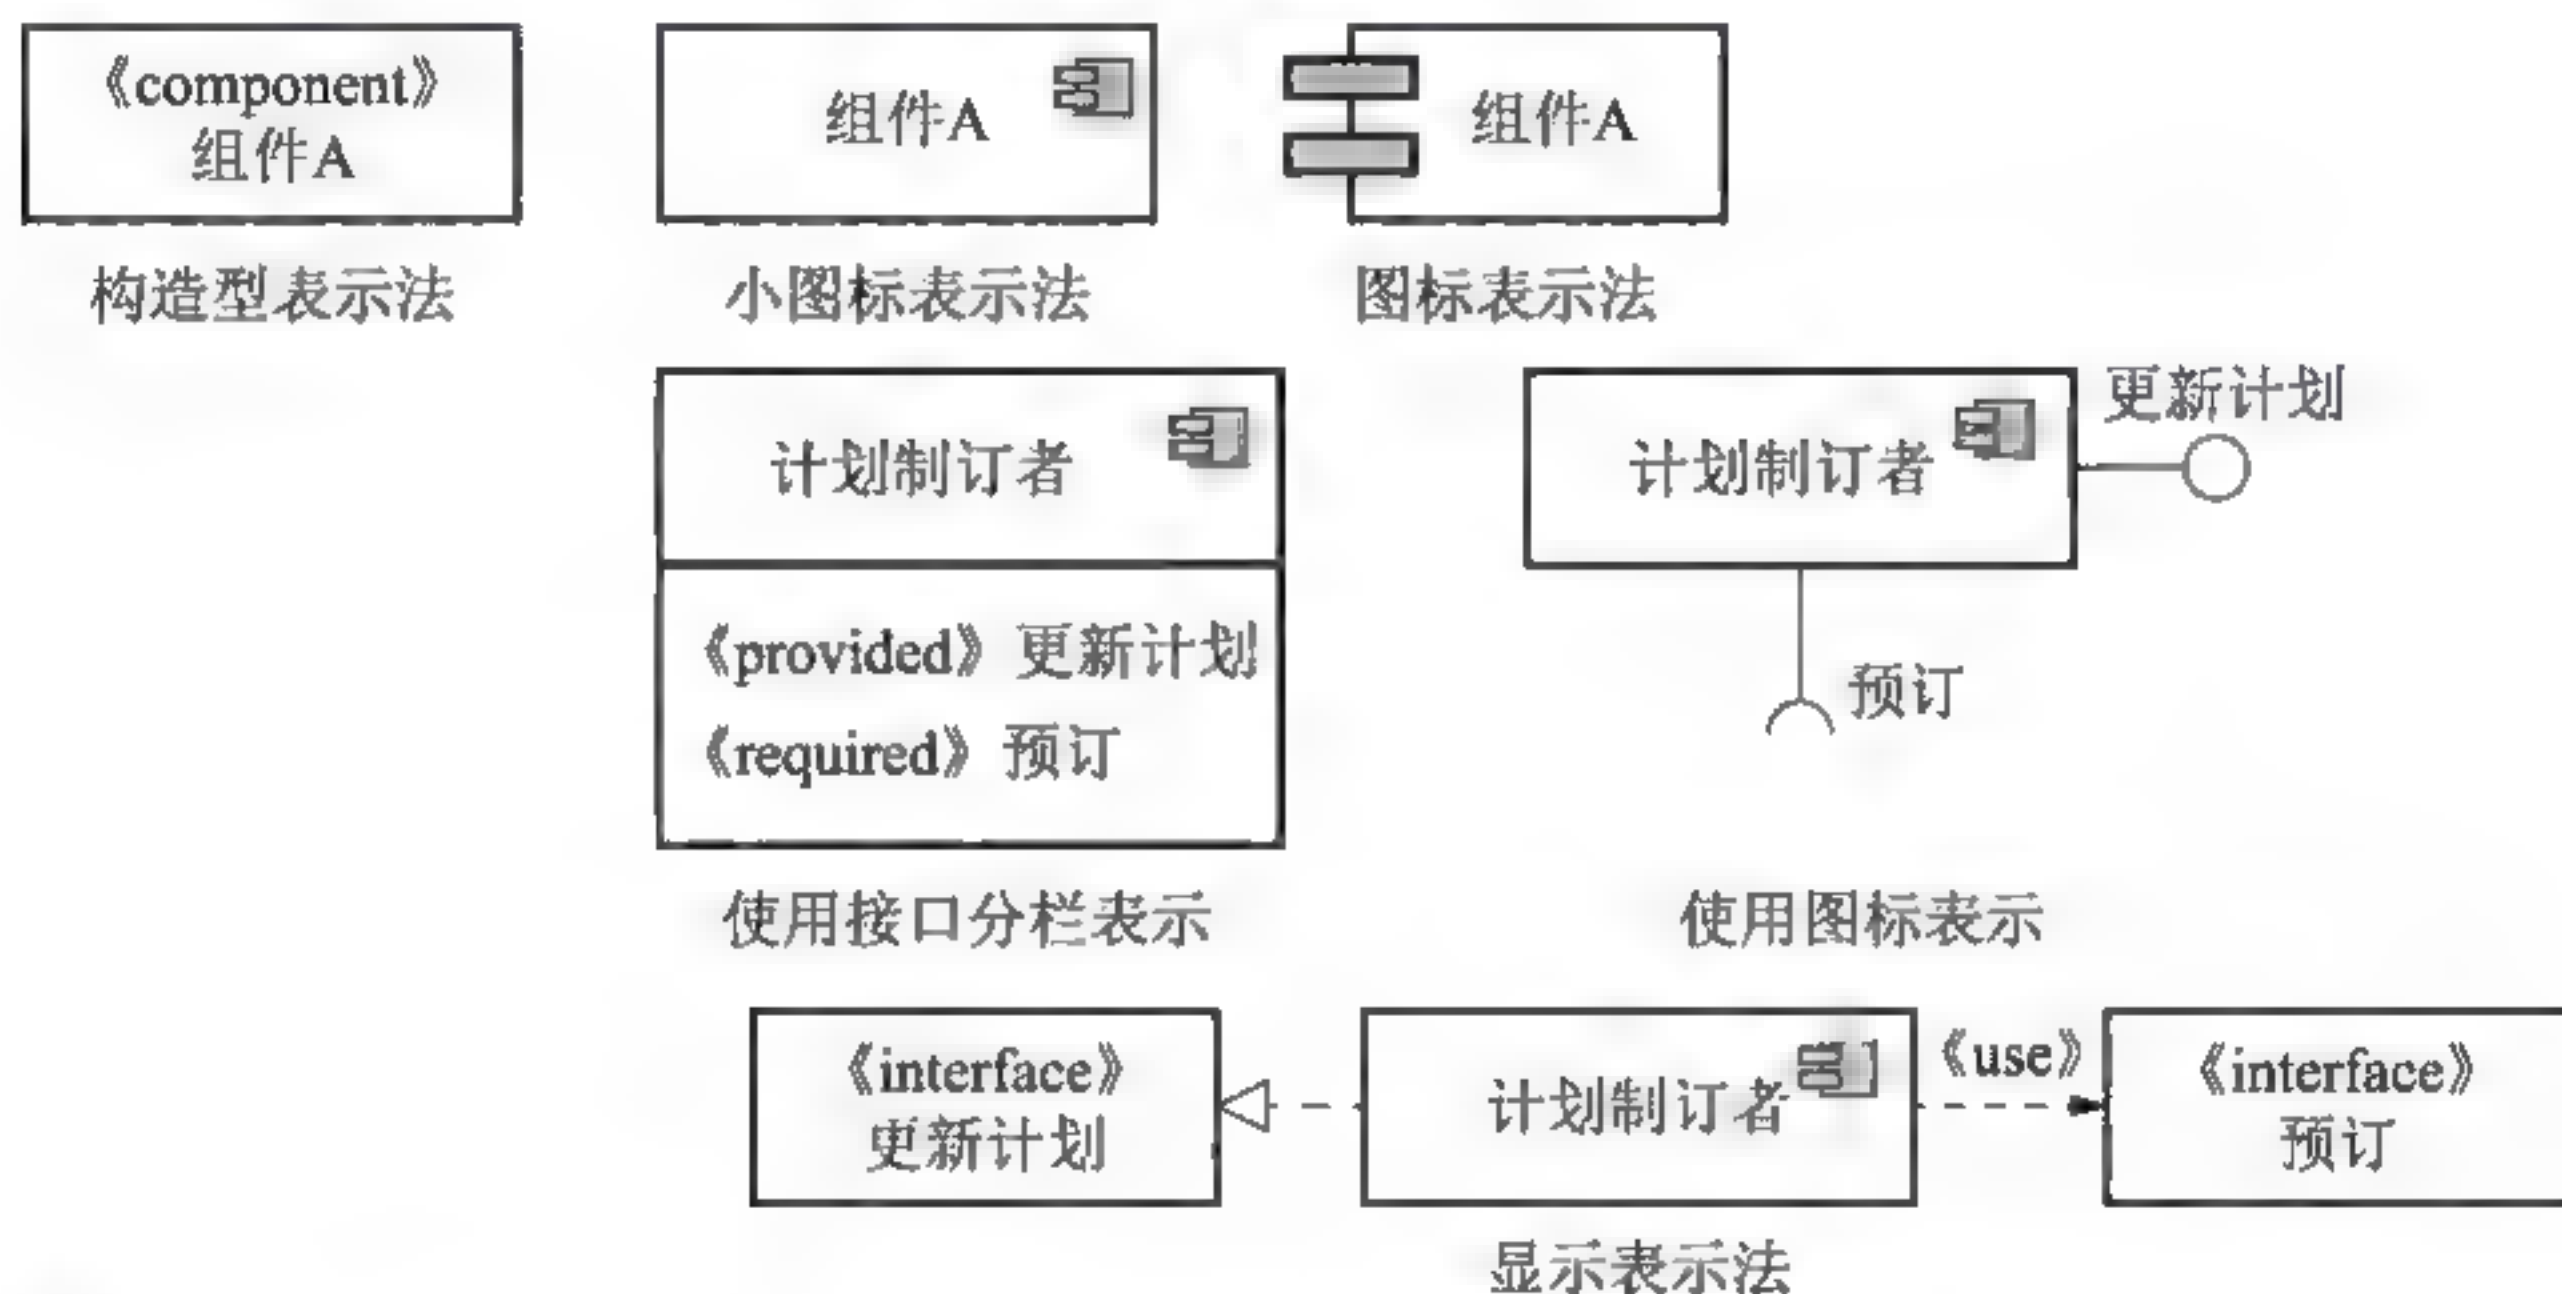 《component》
组件A
组件A
组件A
构造型表示法
小图标表示法
图标表示法
计划制订者
《provided》更新计划
《required》预订
计划制订者
更新计划
预订
使用接口分栏表示
使用图标表示
《interface》
更新计划
计划制订者
《use》
《interface》
预订
显示表示法